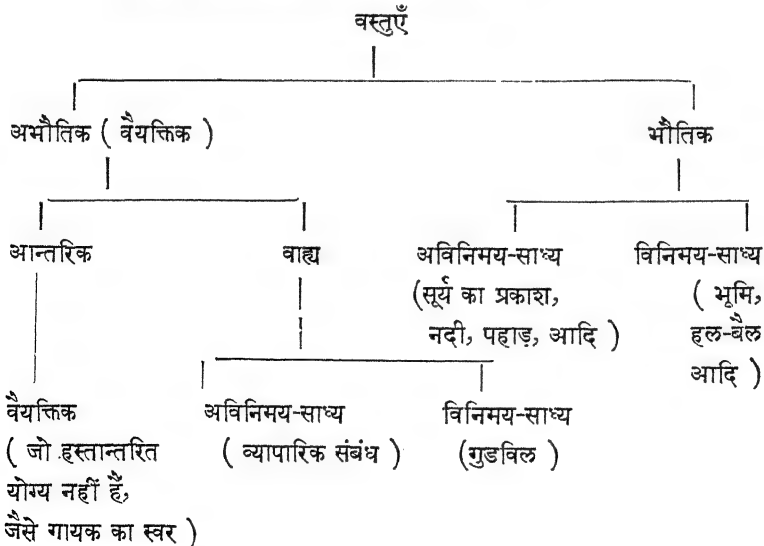 वस्तुएँ
अभौतिक ( वैयक्तिक )
भौतिक
आन्तरिक
वाह्य
अविनिमय-साध्य
(सूर्य का प्रकाश,
नदी, पहाड़, आदि )
विनिमय-साध्य
( भूमि,
हल-बैल
आदि )
वैयक्तिक
( जो हस्तान्तरित
योग्य नहीं है,
जैसे गायक का स्वर )
अविनिमय-साध्य
( व्यापारिक संबंध )
विनिमय-साध्य
(गुडविल )